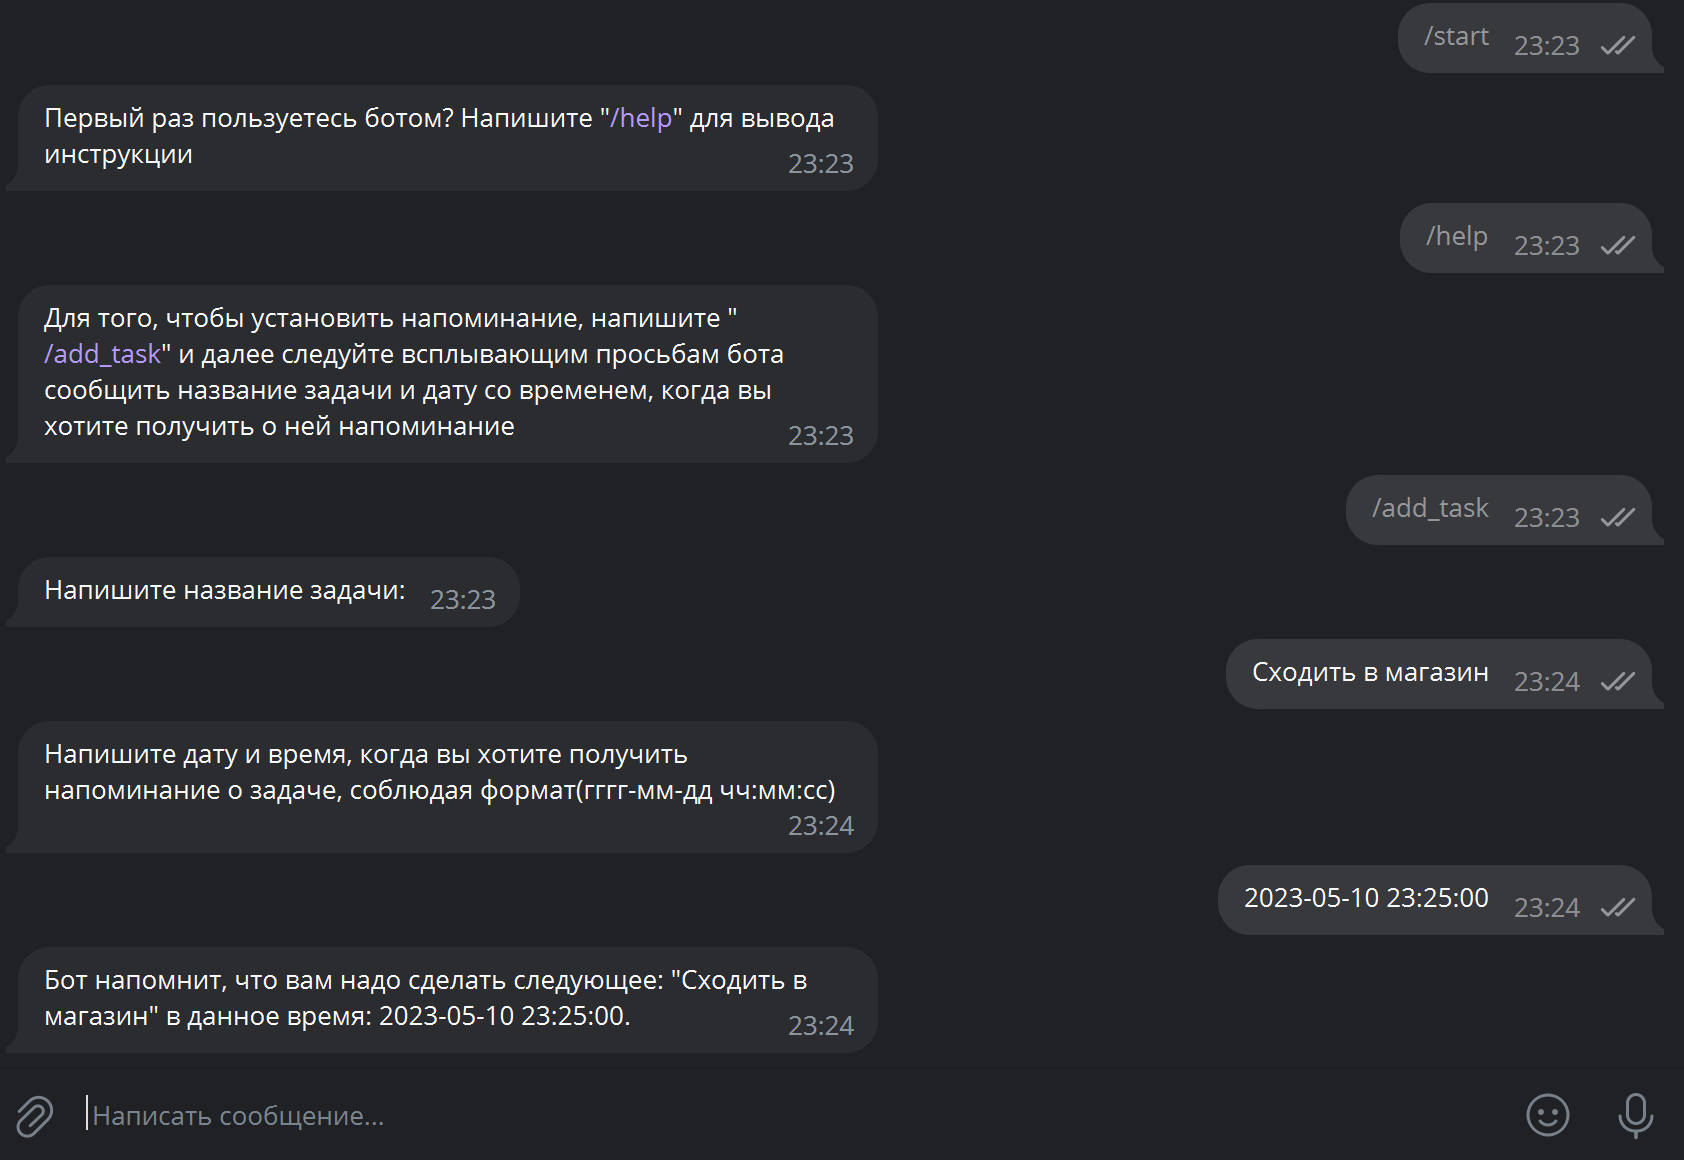 /start 23:23
Первый раз пользуетесь ботом? Напишите "/help" для вывода
инструкции
23:23
/help 23:23
Для того, чтобы установить напоминание, напишите "
/add_task" и далее следуйте всплывающим просьбам бота
сообщить название задачи и дату со временем, когда вы
хотите получить о ней напоминание
23:23
/add_task 23:23
Напишите название задачи: 23:23
Сходить в магазин 23:24
Напишите дату и время, когда вы хотите получить
напоминание о задаче, соблюдая формат(гггг-мм-дд чч:мм:сс)
23:24
2023-05-10 23:25:00 23:24
Бот напомнит, что вам надо сделать следующее: "Сходить в
магазин" в данное время: 2023-05-10 23:25:00.
23:24
Написать сообщение...